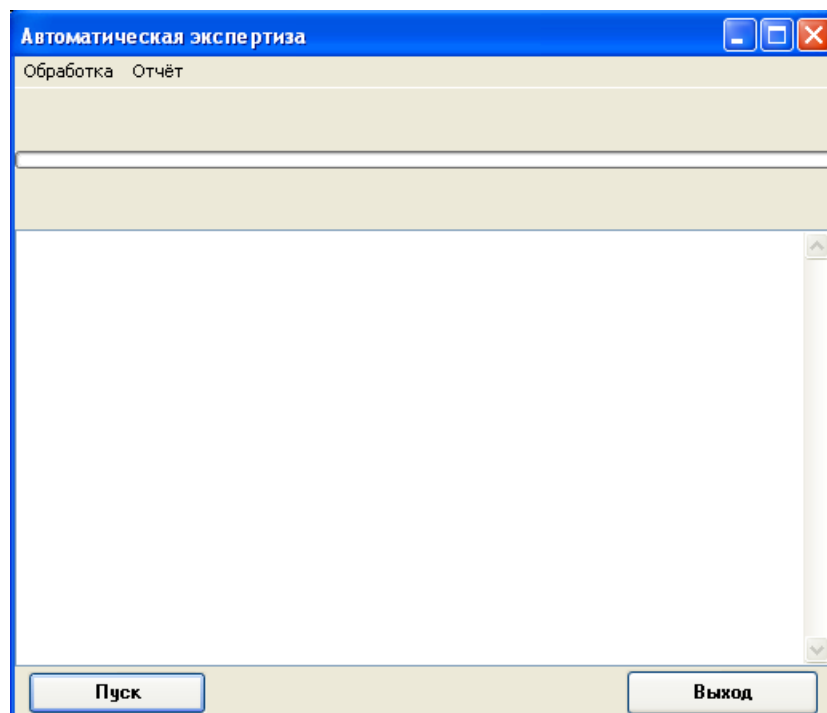 Автоматическая экспертиза
Обработка Отчёт
Пуск Выход